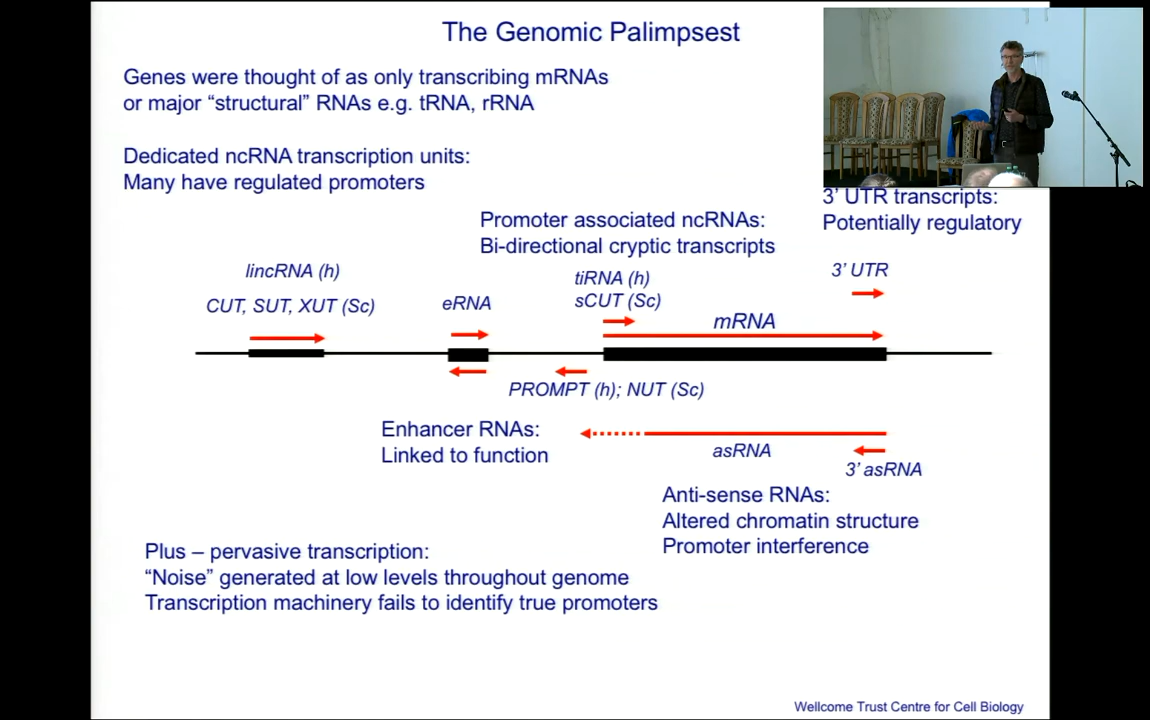 The Genomic Palimpsest
Genes were thought of as only transcribing mRNAs
or major “structural” RNAs e.g. tRNA, rRNA
Dedicated ncRNA transcription units:
Many have regulated promoters
3’ UTR transcripts:
Potentially regulatory
Promoter associated ncRNAs:
Bi-directional cryptic transcripts
lincRNA (h)
CUT, SUT, XUT (Sc)
eRNA
tiRNA (h)
sCUT (Sc)
mRNA
3’ UTR
PROMPT (h); NUT (Sc)
Enhancer RNAs:
Linked to function
asRNA
3’ asRNA
Anti-sense RNAs:
Altered chromatin structure
Promoter interference
Plus – pervasive transcription:
“Noise” generated at low levels throughout genome
Transcription machinery fails to identify true promoters
Wellcome Trust Centre for Cell Biology